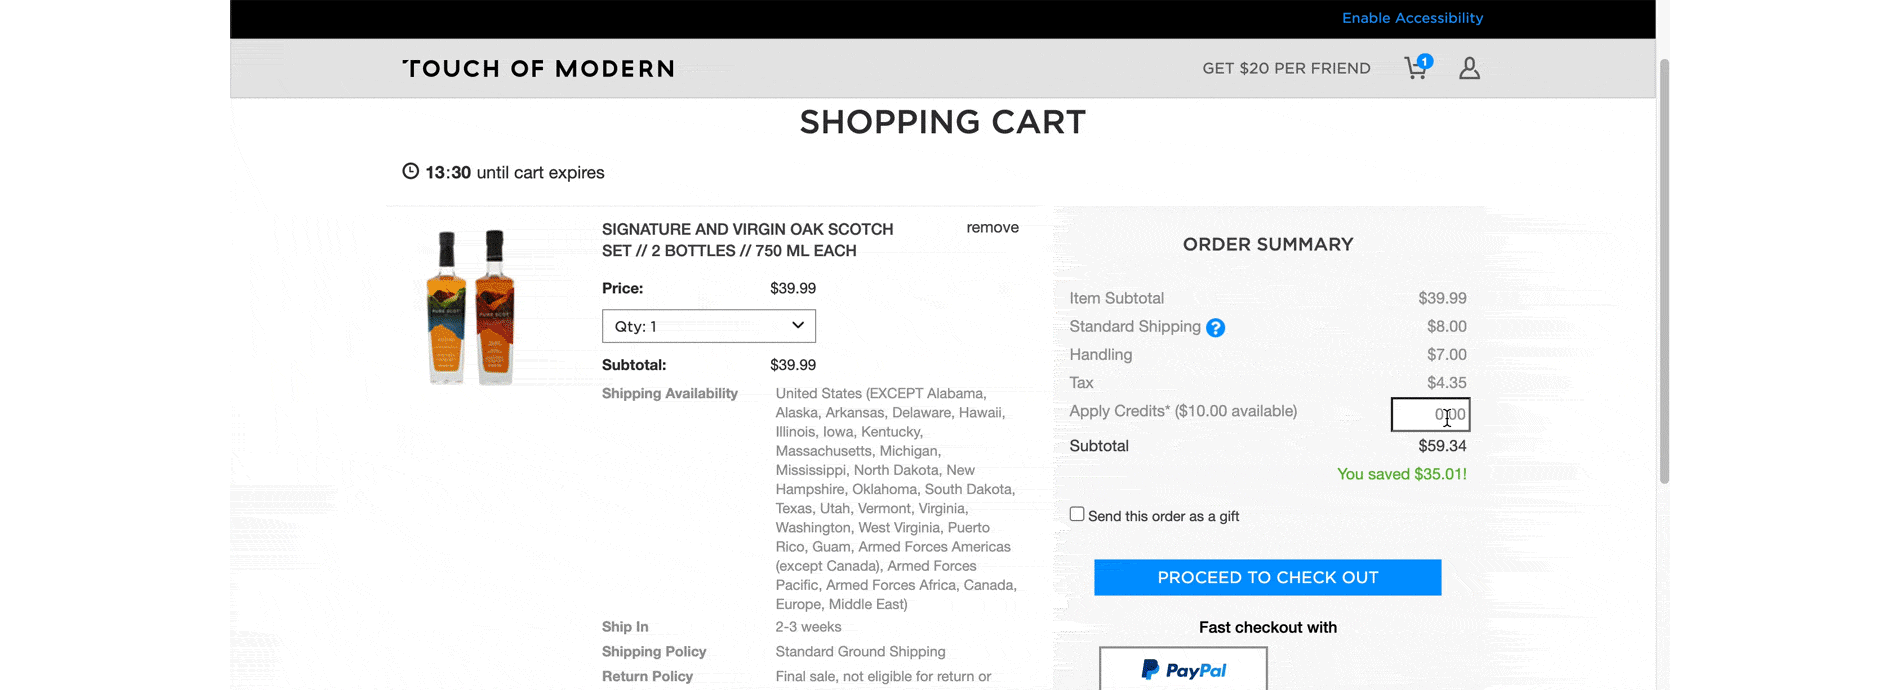 Enable Accessibility
TOUCH OF MODERN
GET $20 PER FRIEND
1
SHOPPING CART
13:30 until cart expires
SIGNATURE AND VIRGIN OAK SCOTCH
SET // 2 BOTTLES // 750 ML EACH
remove
Price: $39.99
Qty: 1
Subtotal: $39.99
Shipping Availability
United States (EXCEPT Alabama,
Alaska, Arkansas, Delaware, Hawaii,
Illinois, Iowa, Kentucky,
Massachusetts, Michigan,
Mississippi, North Dakota, New
Hampshire, Oklahoma, South Dakota,
Texas, Utah, Vermont, Virginia,
Washington, West Virginia, Puerto
Rico, Guam, Armed Forces Americas
(except Canada), Armed Forces
Pacific, Armed Forces Africa, Canada,
Europe, Middle East)
Ship In 2-3 weeks
Shipping Policy Standard Ground Shipping
Return Policy Final sale, not eligible for return or
ORDER SUMMARY
Item Subtotal $39.99
Standard Shipping ? $8.00
Handling $7.00
Tax $4.35
Apply Credits* ($10.00 available) 0.00
Subtotal $59.34
You saved $35.01!
Send this order as a gift
PROCEED TO CHECK OUT
Fast checkout with
PayPal